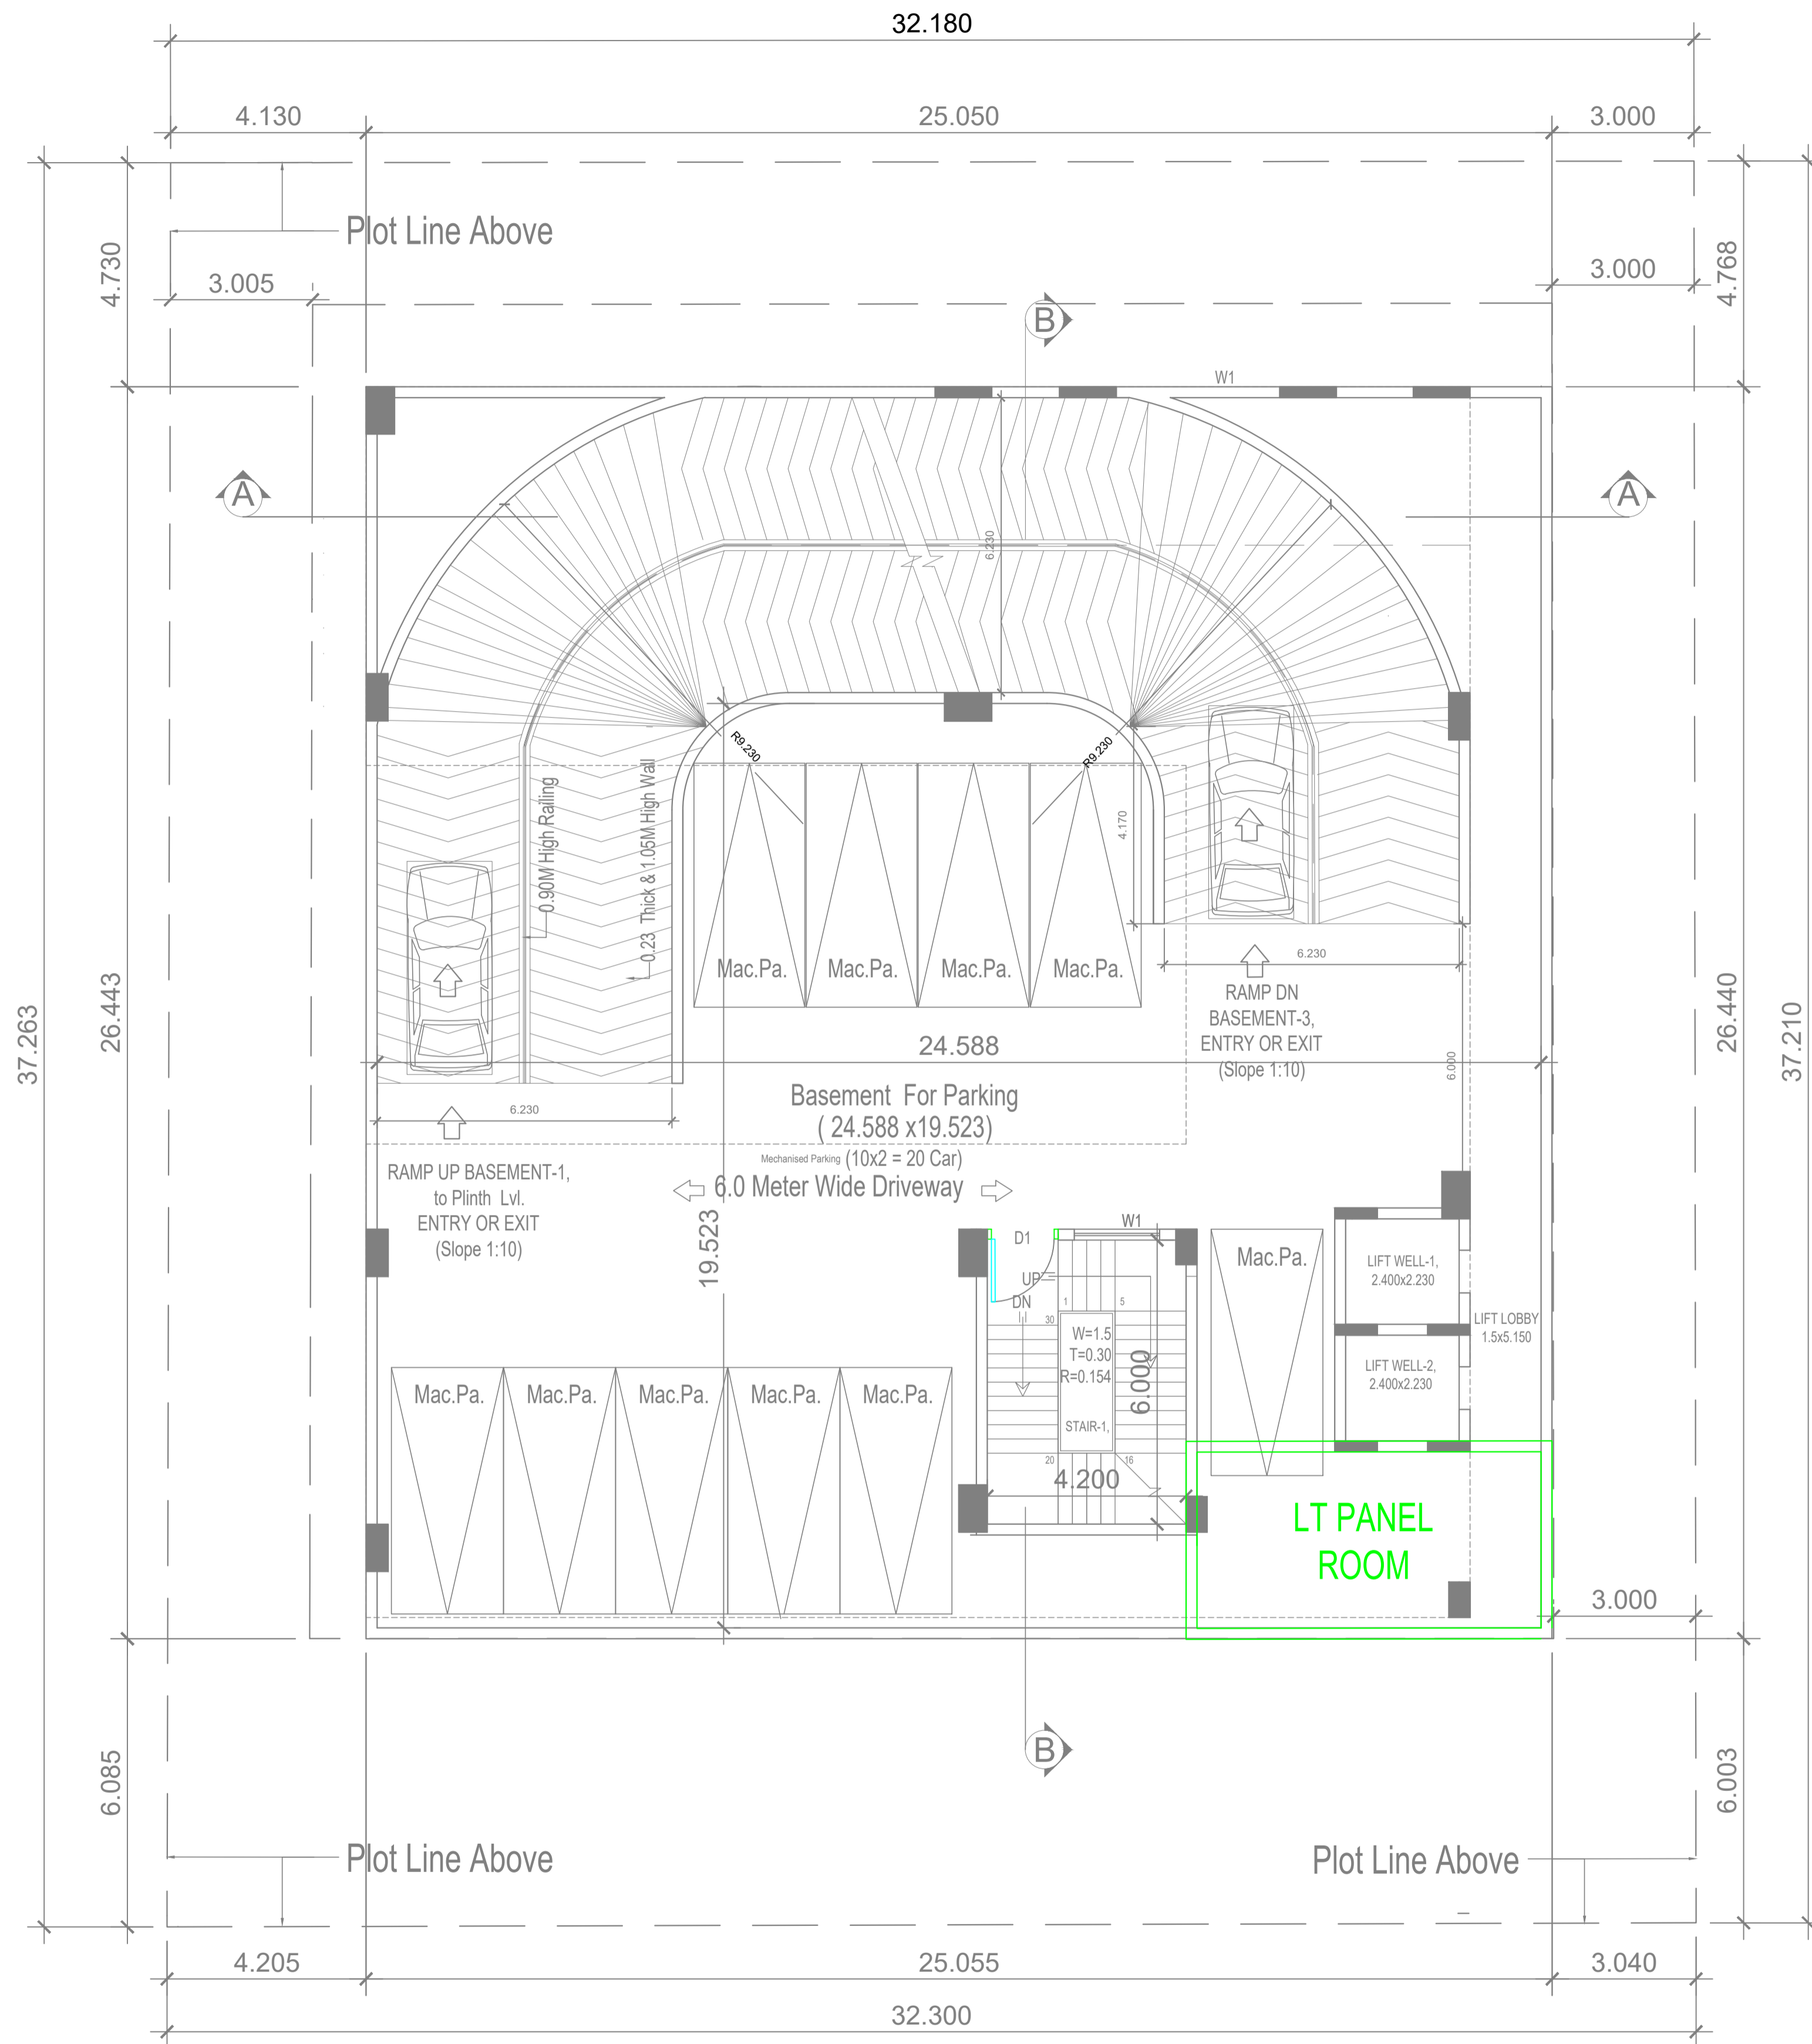 32.180
4.130
25.050
3.000
Plot Line Above
4.730
3.005
3.000
4.768
B
W1
A
A
6.230
R9.230
R9.230
0.90M High Railing
0.23 Thick & 1.05M High Wall
4.170
Mac.Pa.
Mac.Pa.
Mac.Pa.
Mac.Pa.
6.230
RAMP DN
BASEMENT-3,
ENTRY OR EXIT
(Slope 1:10)
37.263
26.443
24.588
6.000
26.440
37.210
Basement For Parking
( 24.588 x19.523)
Mechanised Parking (10x2 = 20 Car)
6.0 Meter Wide Driveway
6.230
RAMP UP BASEMENT-1,
to Plinth Lvl.
ENTRY OR EXIT
(Slope 1:10)
19.523
D1
W1
UP
DN
1
5
30
W=1.5
T=0.30
R=0.154
6.000
STAIR-1,
20
16
4.200
Mac.Pa.
LIFT WELL-1,
2.400x2.230
LIFT LOBBY
1.5x5.150
LIFT WELL-2,
2.400x2.230
Mac.Pa.
Mac.Pa.
Mac.Pa.
Mac.Pa.
Mac.Pa.
LT PANEL
ROOM
3.000
6.085
B
6.003
Plot Line Above
Plot Line Above
4.205
25.055
3.040
32.300